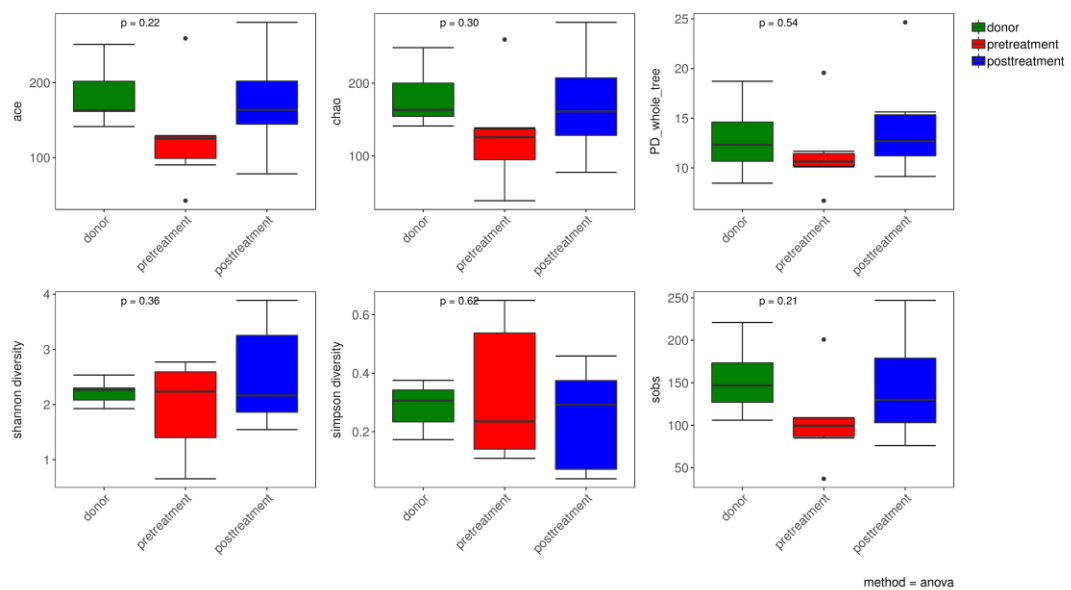 p = 0.22
ace
200
100
donor
pretreatment
posttreatment
p = 0.30
chao
200
100
donor
pretreatment
posttreatment
p = 0.54
PD_whole_tree
25
20
15
10
donor
pretreatment
posttreatment
donor
pretreatment
posttreatment
p = 0.36
shannon diversity
4
3
2
1
donor
pretreatment
posttreatment
p = 0.62
simpson diversity
0.6
0.4
0.2
donor
pretreatment
posttreatment
p = 0.21
sobs
250
200
150
100
50
donor
pretreatment
posttreatment
method = anova